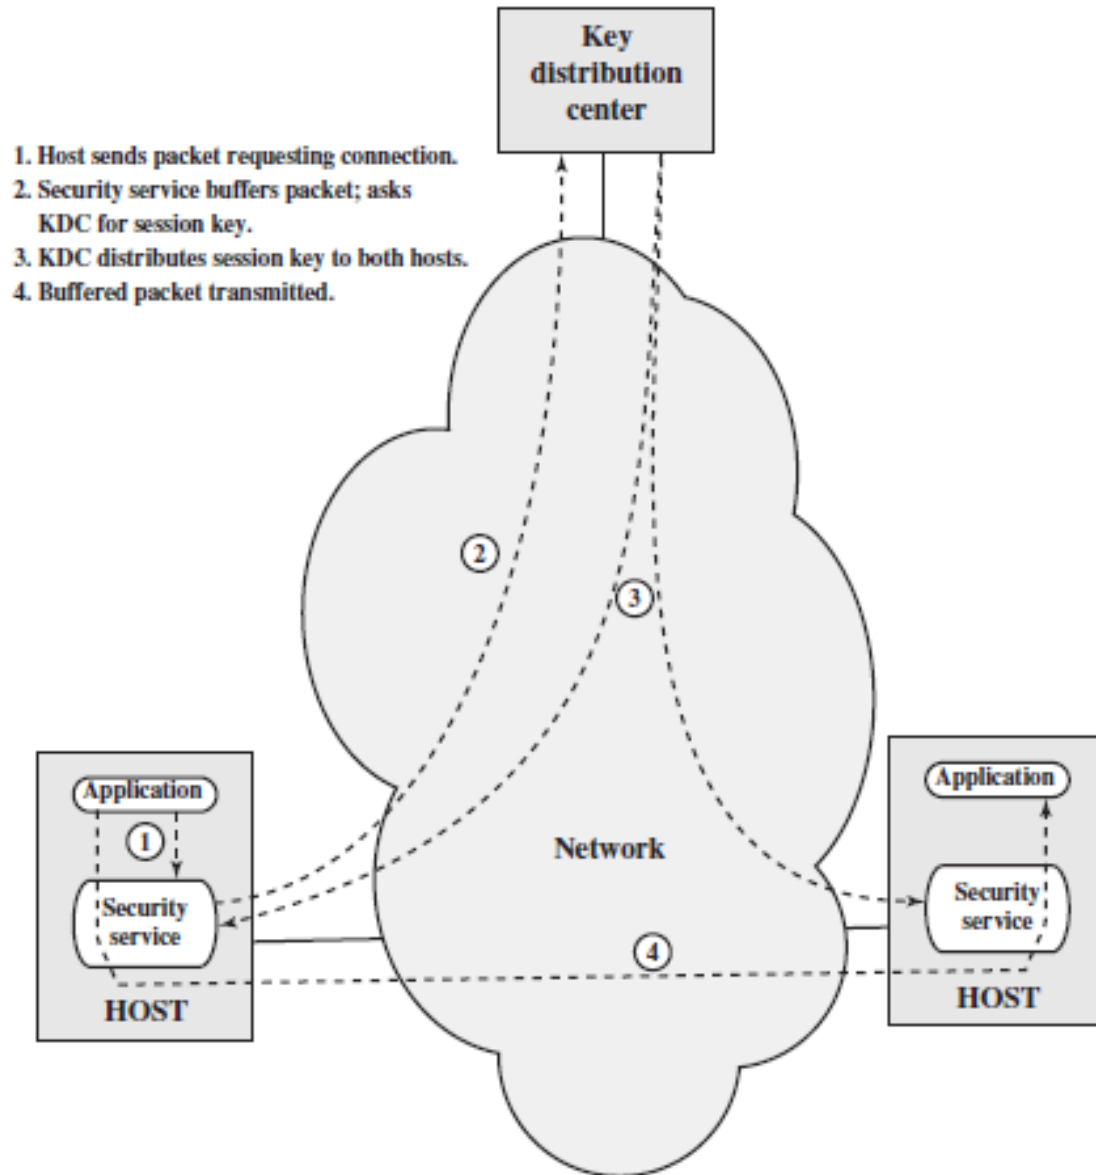 Key
distribution
center
1. Host sends packet requesting connection.
2. Security service buffers packet; asks
KDC for session key.
3. KDC distributes session key to both hosts.
4. Buffered packet transmitted.
2
3
Application
1
Security
service
HOST
Network
4
Application
Security
service
HOST